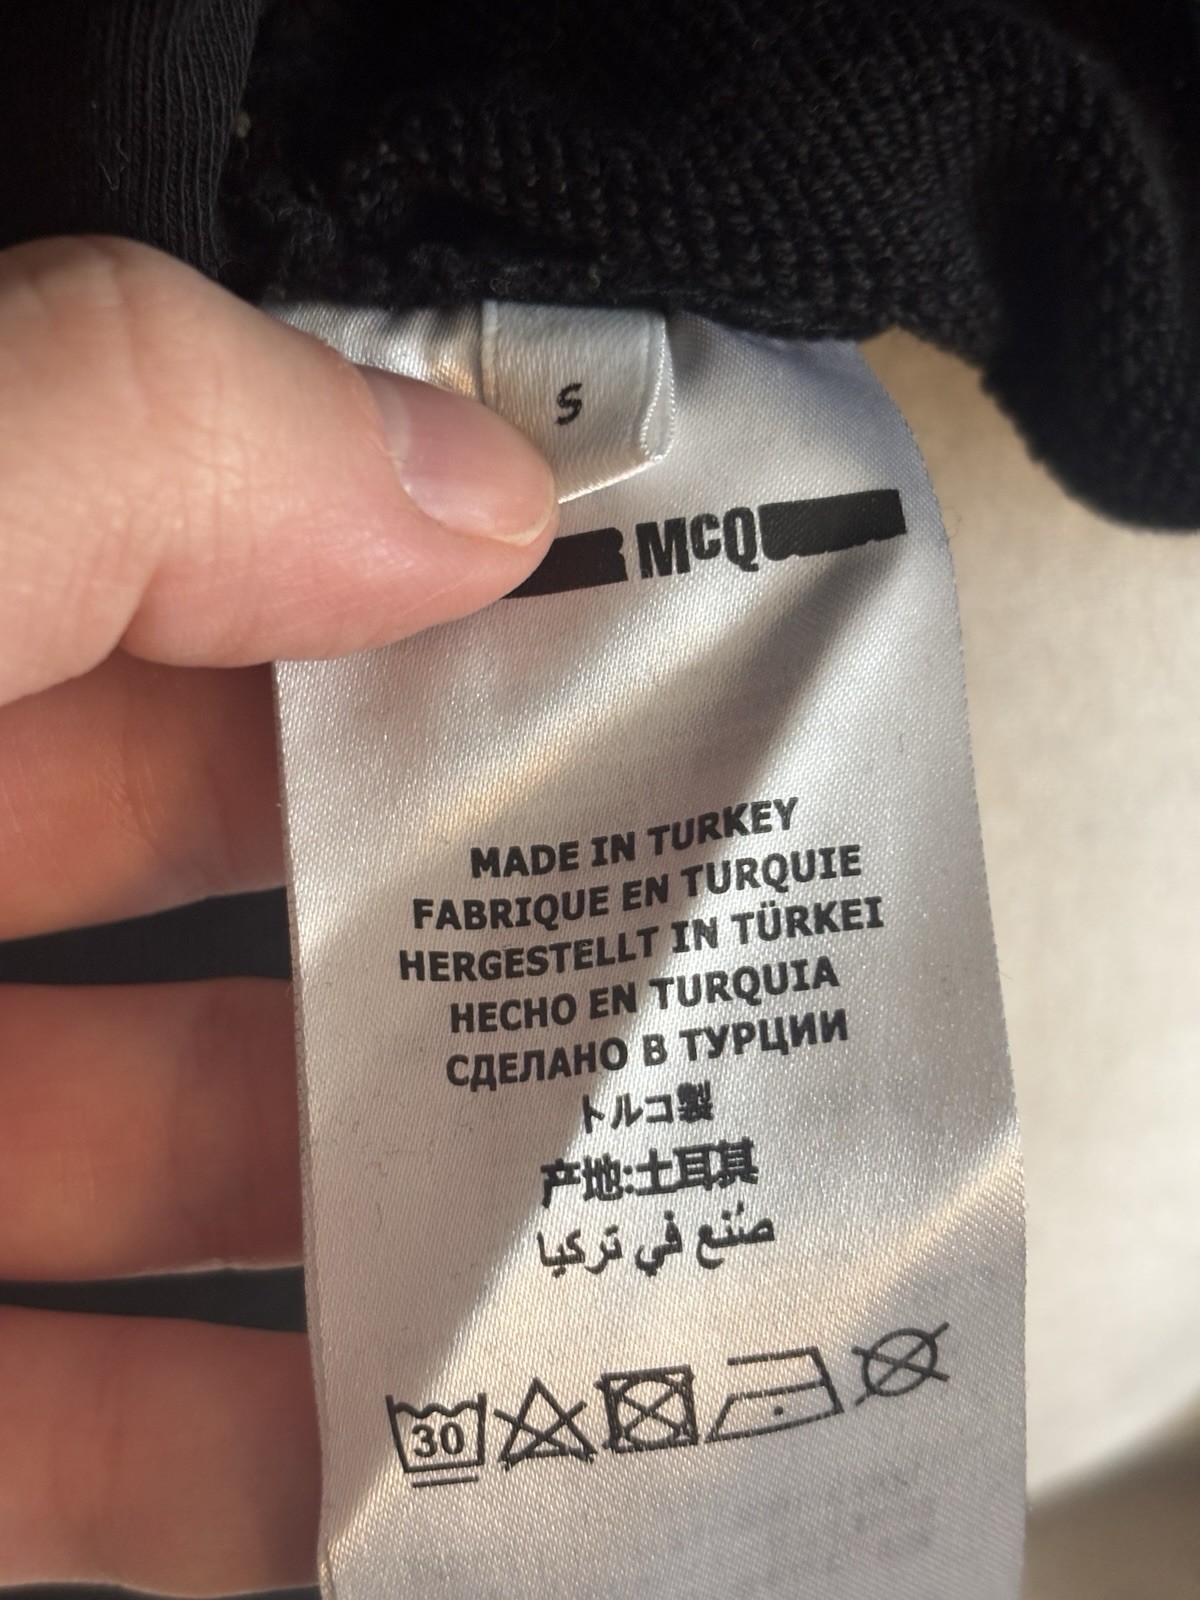 S
McQ
MADE IN TURKEY
FABRIQUE EN TURQUIE
HERGESTELLT IN TÜRKEI
HECHO EN TURQUIA
СДЕЛАНО В ТУРЦИИ
トルコ製
产地:土耳其
صُنع في تركيا
30